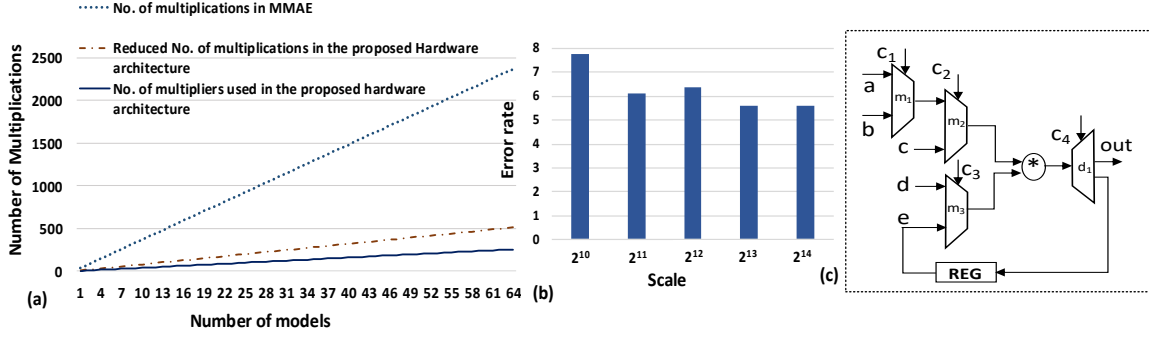 No. of multiplications in MMAE
Reduced No. of multiplications in the proposed Hardware
architecture
No. of multipliers used in the proposed hardware
architecture
Number of Multiplications
2500
2000
1500
1000
500
0
1 4 7 10 13 16 19 22 25 28 31 34 37 40 43 46 49 52 55 58 61 64
(a)
Number of models
Error rate
8
7
6
5
4
3
2
1
0
2^10 2^11 2^12 2^13 2^14
(b)
Scale
(c)
c1
a
m1
b
c2
m2
c
c3
d
m3
e
*
c4
d1
out
REG